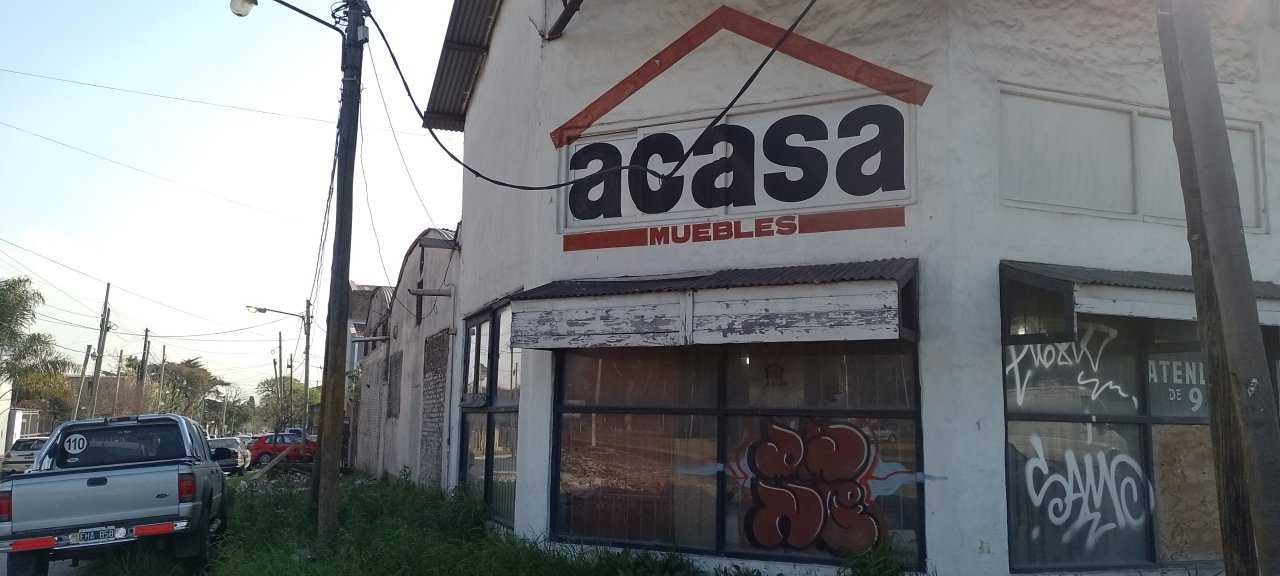 acasa
MUEBLES
ATEN
DE 9
110